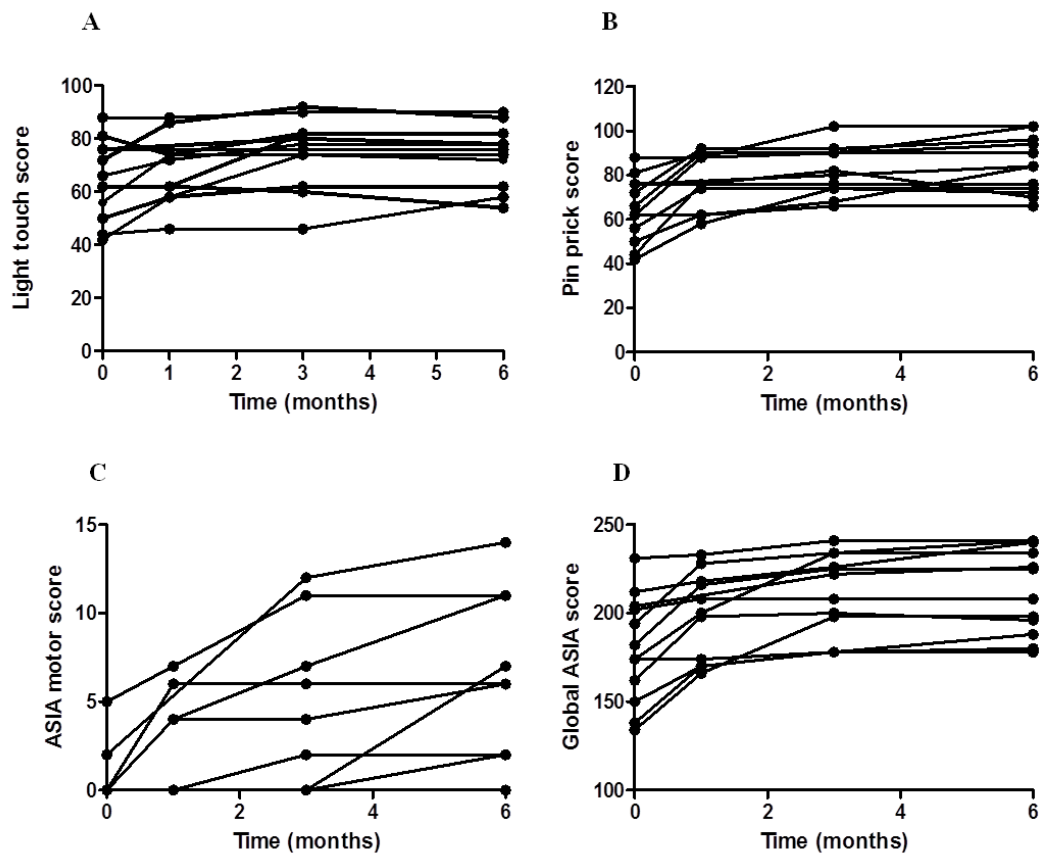 A
Light touch score
100
80
60
40
20
0
0 1 2 3 4 5 6
Time (months)
B
Pin prick score
120
100
80
60
40
20
0
0 2 4 6
Time (months)
C
ASIA motor score
15
10
5
0
0 2 4 6
Time (months)
D
Global ASIA score
250
200
150
100
0 2 4 6
Time (months)